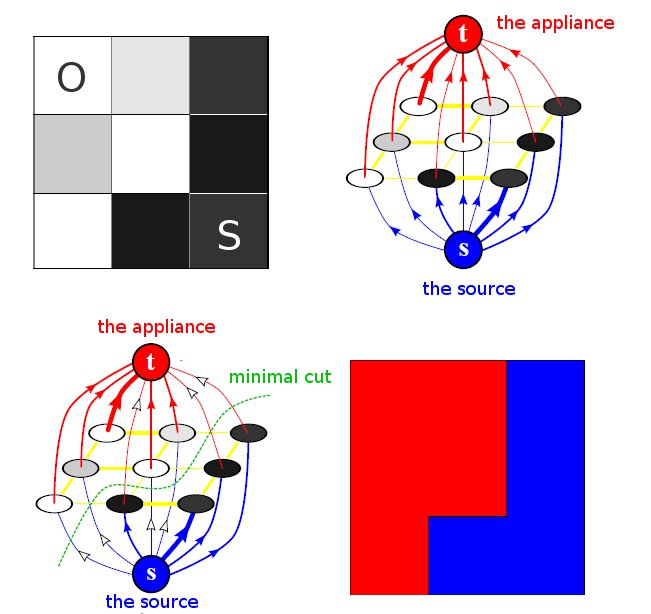 O
S
the appliance
t
s
the source
the appliance
t
minimal cut
s
the source